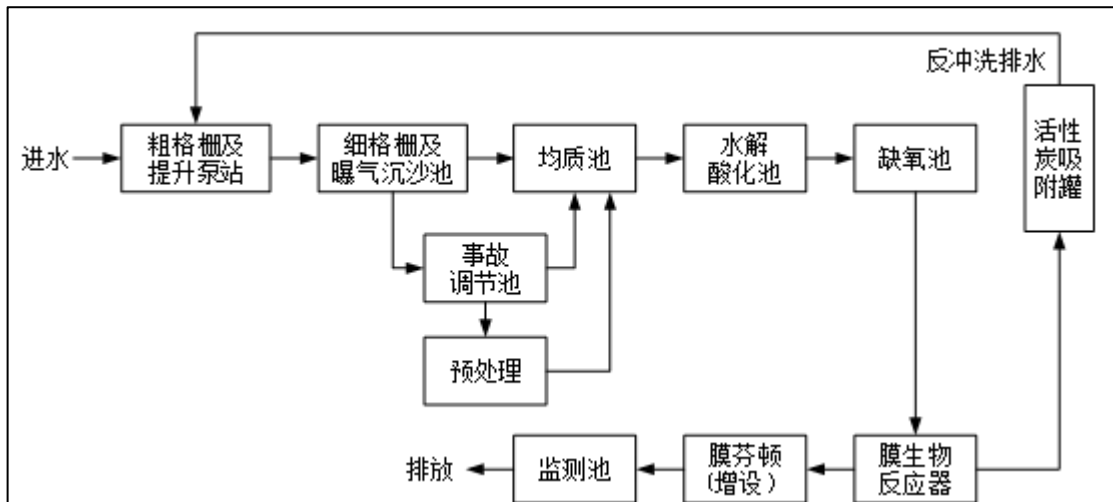 反冲洗排水
进水
粗格栅及
提升泵站
细格栅及
曝气沉沙池
均质池
水解
酸化池
缺氧池
活性
炭吸
附罐
事故
调节池
预处理
排放
监测池
膜芬顿
(增设)
膜生物
反应器